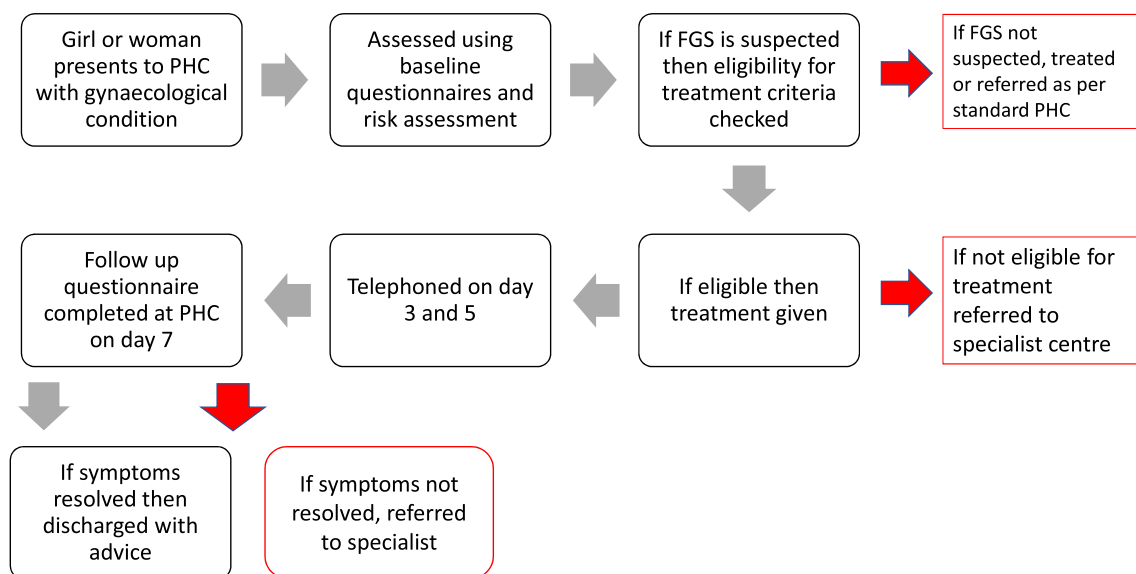 Girl or woman
presents to PHC
with gynaecological
condition
Assessed using
baseline
questionnaires and
risk assessment
If FGS is suspected
then eligibility for
treatment criteria
checked
If FGS not
suspected, treated
or referred as per
standard PHC
Follow up
questionnaire
completed at PHC
on day 7
Telephoned on day
3 and 5
If eligible then
treatment given
If not eligible for
treatment
referred to
specialist centre
If symptoms
resolved then
discharged with
advice
If symptoms not
resolved, referred
to specialist